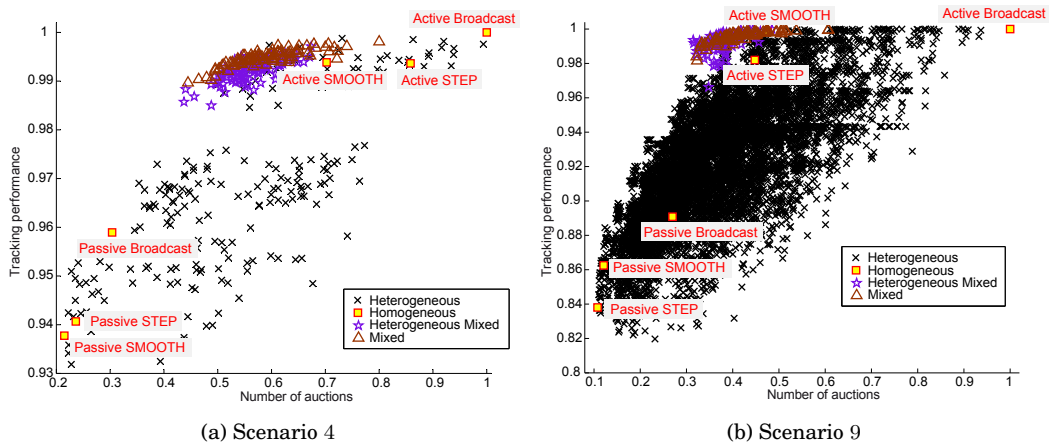 Active Broadcast
1
0.99
0.98
0.97
0.96
0.95
0.94
0.93
Tracking performance
Active SMOOTH
Active STEP
Passive Broadcast
Passive STEP
Passive SMOOTH
Heterogeneous
Homogeneous
Heterogeneous Mixed
Mixed
0.2 0.3 0.4 0.5 0.6 0.7 0.8 0.9 1
Number of auctions
(a) Scenario 4
Active SMOOTH
Active Broadcast
1
0.98
0.96
0.94
0.92
0.9
0.88
0.86
0.84
0.82
0.8
Tracking performance
Active STEP
Passive Broadcast
Passive SMOOTH
Passive STEP
Heterogeneous
Homogeneous
Heterogeneous Mixed
Mixed
0.1 0.2 0.3 0.4 0.5 0.6 0.7 0.8 0.9 1
Number of auctions
(b) Scenario 9